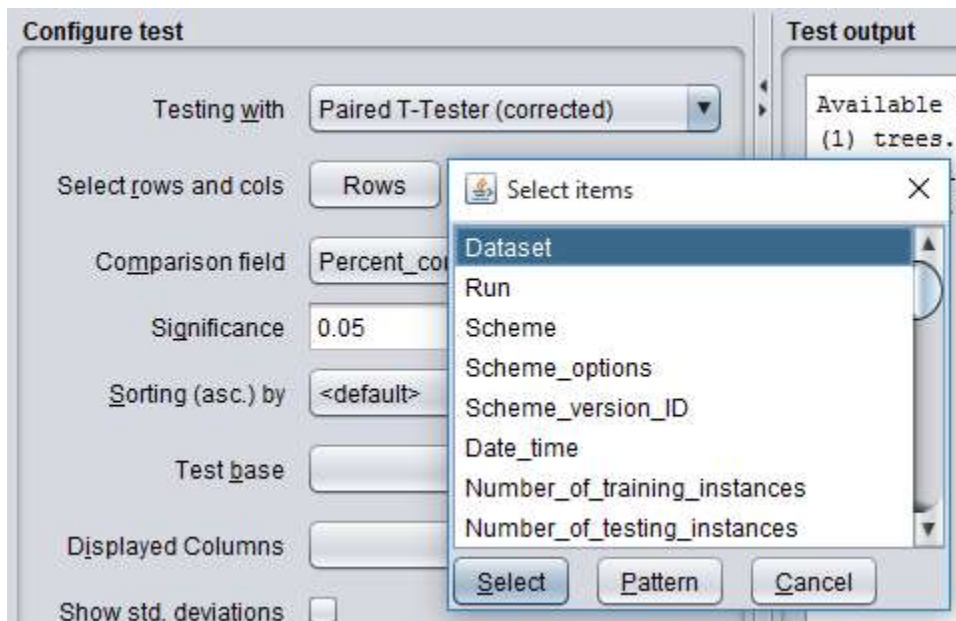 Configure test
Test output
Testing with
Paired T-Tester (corrected)
Available
(1) trees.
Select rows and cols
Rows
Select items
Comparison field
Percent_co
Significance
0.05
Sorting (asc.) by
<default>
Test base
Displayed Columns
Show std. deviations
Dataset
Run
Scheme
Scheme_options
Scheme_version_ID
Date_time
Number_of_training_instances
Number_of_testing_instances
Select
Pattern
Cancel